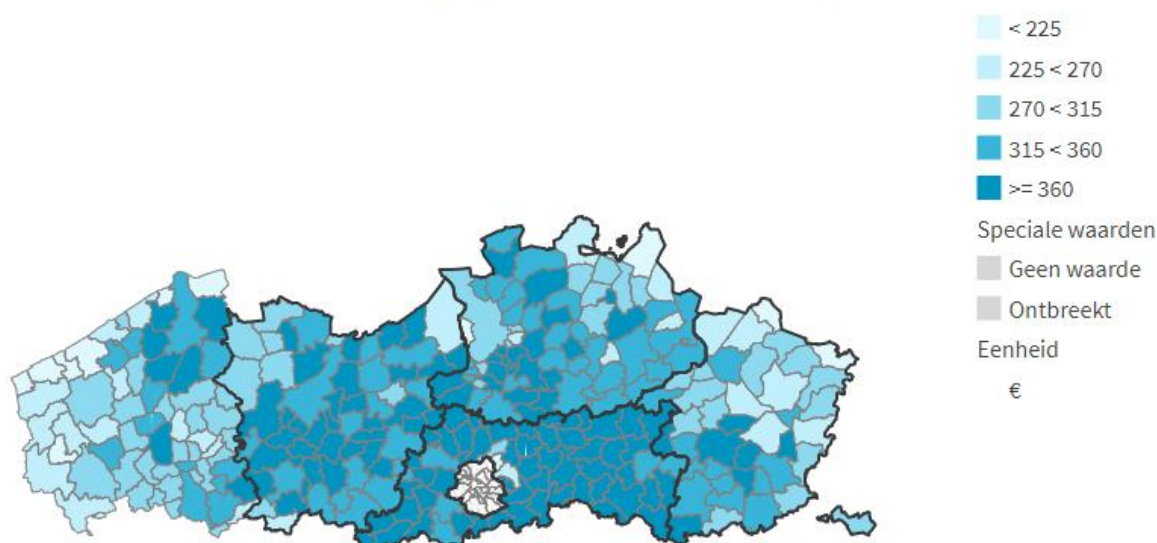 < 225
225 < 270
270 < 315
315 < 360
>= 360
Speciale waarden
Geen waarde
Ontbreekt
Eenheid
€